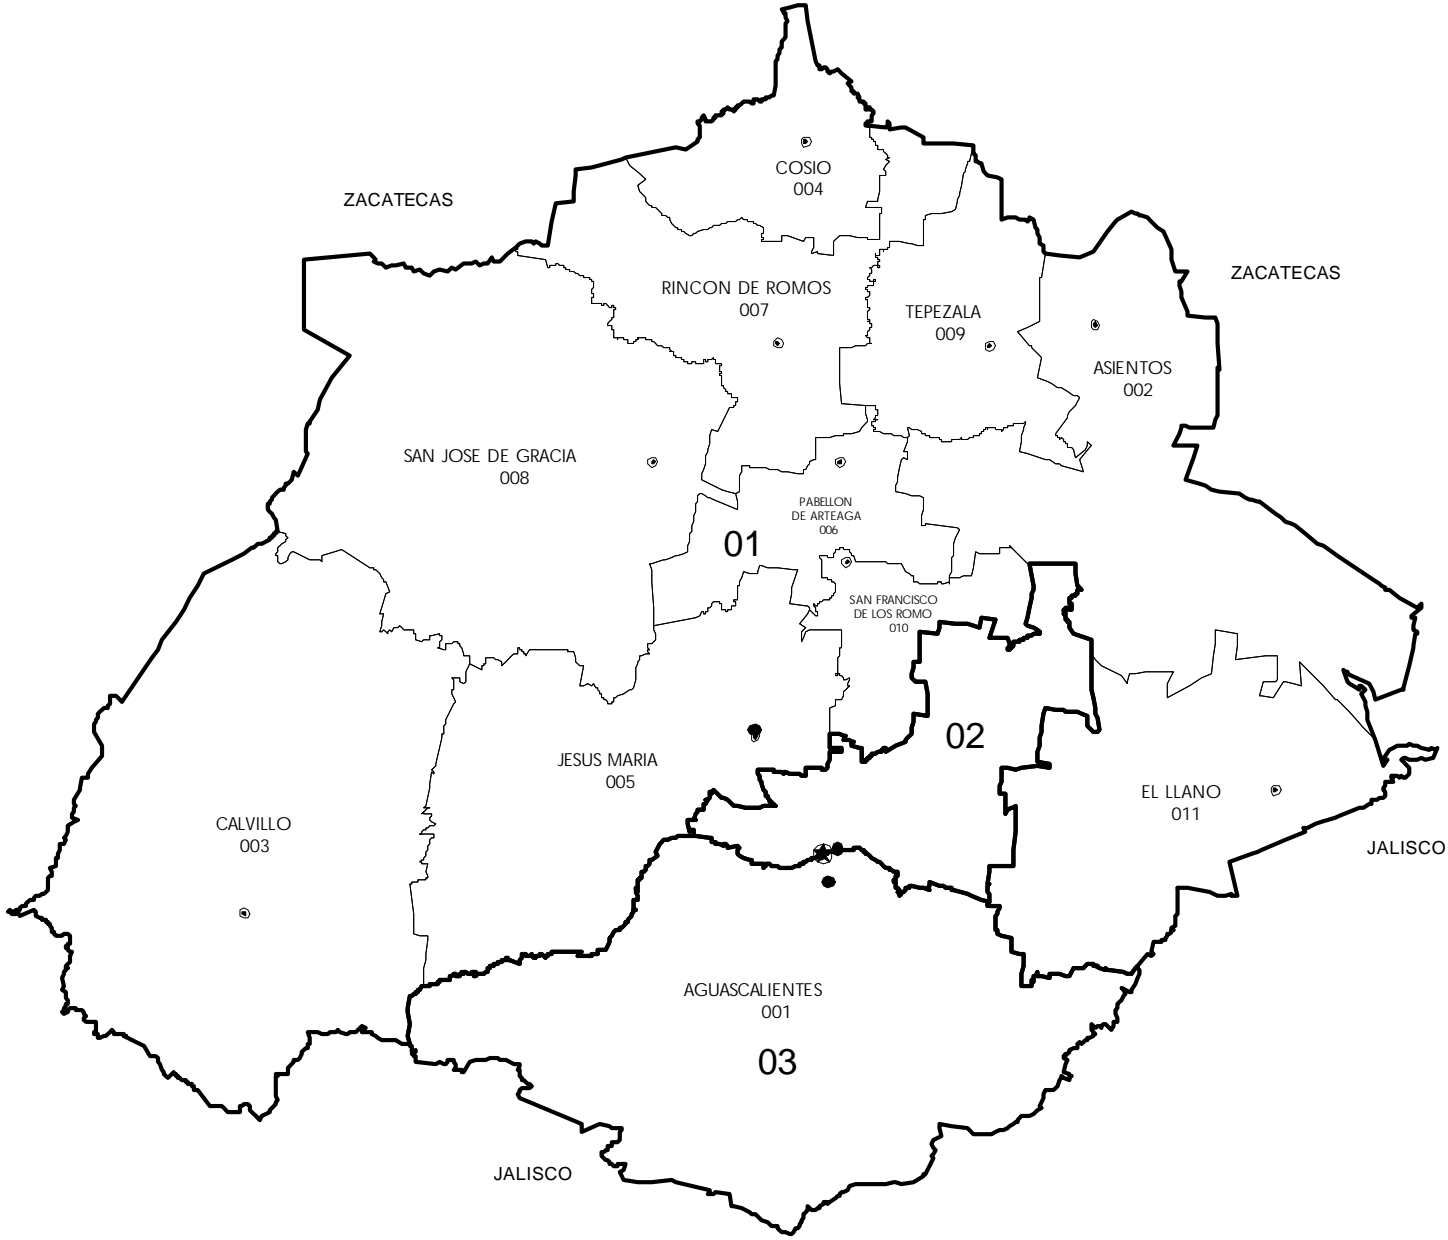 COSIO
004
ZACATECAS
ZACATECAS
RINCON DE ROMOS
007
TEPEZALA
009
ASIENTOS
002
SAN JOSE DE GRACIA
008
PABELLON
DE ARTEAGA
006
01
SAN FRANCISCO
DE LOS ROMO
010
02
JESUS MARIA
005
EL LLANO
011
CALVILLO
003
JALISCO
AGUASCALIENTES
001
03
JALISCO